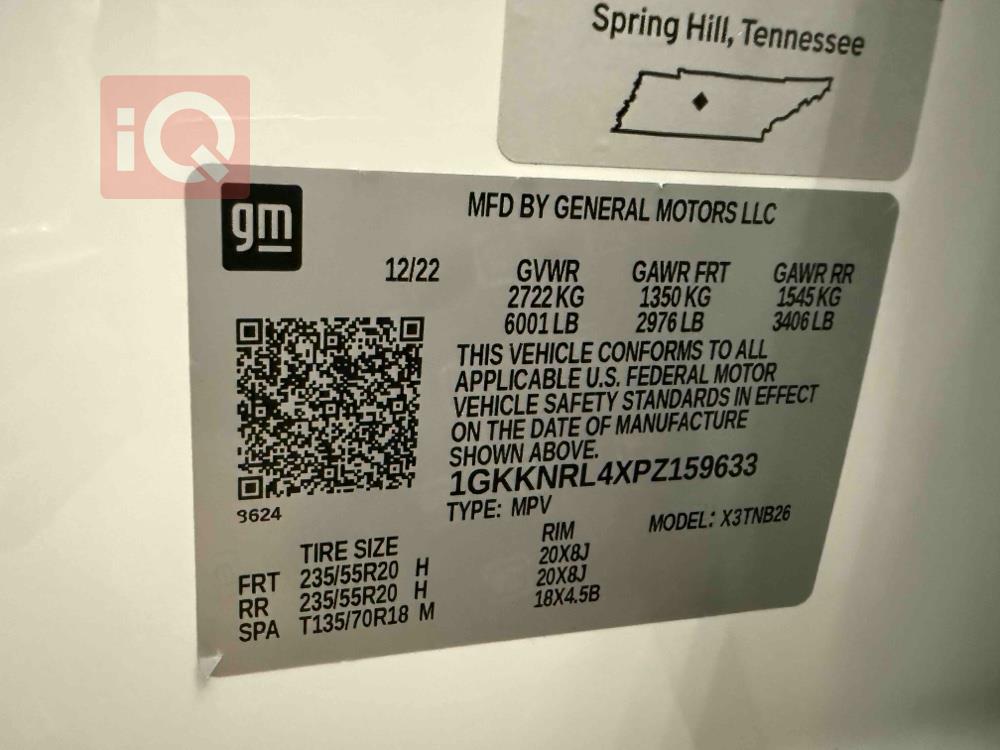 Spring Hill, Tennessee
iQ
gm
MFD BY GENERAL MOTORS LLC
12/22 GVWR GAWR FRT GAWR RR
2722 KG 1350 KG 1545 KG
6001 LB 2976 LB 3406 LB
THIS VEHICLE CONFORMS TO ALL
APPLICABLE U.S. FEDERAL MOTOR
VEHICLE SAFETY STANDARDS IN EFFECT
ON THE DATE OF MANUFACTURE
SHOWN ABOVE.
1GKKNRL4XPZ159633
TYPE: MPV MODEL: X3TNB26
3624
TIRE SIZE RIM
FRT 235/55R20 H 20X8J
RR 235/55R20 H 20X8J
SPA T135/70R18 M 18X4.5B